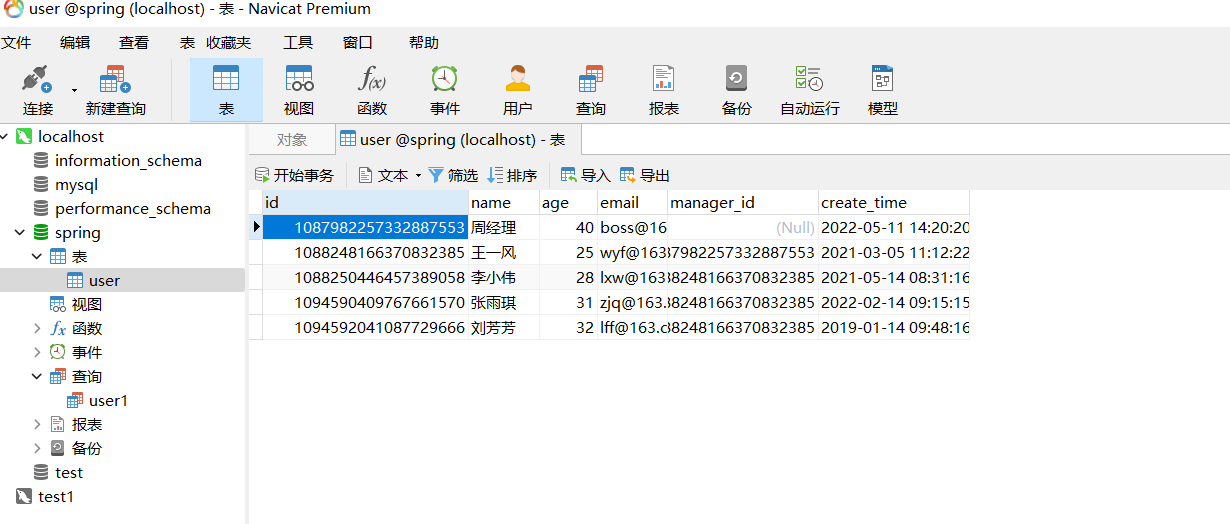 user @spring (localhost) - 表 - Navicat Premium
文件 编辑 查看 表 收藏夹 工具 窗口 帮助
连接 新建查询 表 视图 函数 事件 用户 查询 报表 备份 自动运行 模型
localhost
information_schema
mysql
performance_schema
spring
表
user
视图
函数
事件
查询
user1
报表
备份
test
test1
对象 user @spring (localhost) - 表
开始事务 文本 筛选 排序 导入 导出
id name age email manager_id create_time
1087982257332887553 周经理 40 boss@16 (Null) 2022-05-11 14:20:20
1088248166370832385 王一风 25 wyf@163 87982257332887553 2021-03-05 11:12:22
1088250446457389058 李小伟 28 lxw@163 88248166370832385 2021-05-14 08:31:16
1094590409767661570 张雨琪 31 zjq@163. 88248166370832385 2022-02-14 09:15:15
1094592041087729666 刘芳芳 32 lff@163.c 88248166370832385 2019-01-14 09:48:16